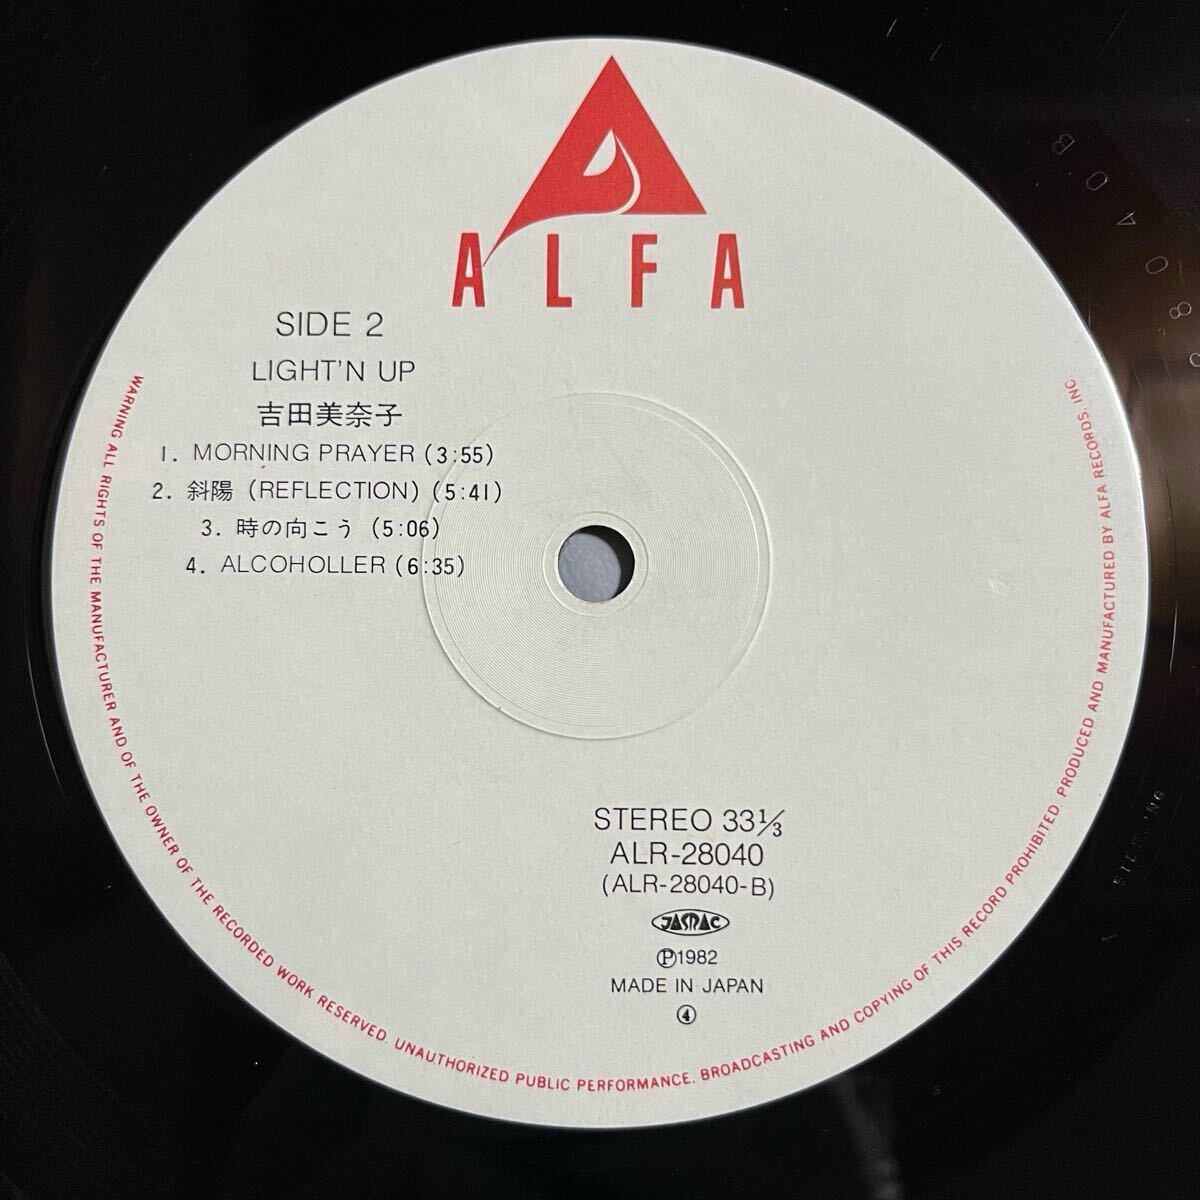 ALFA
SIDE 2
LIGHT'N UP
吉田美奈子
1. MORNING PRAYER (3:55)
2. 斜陽 (REFLECTION) (5:41)
3. 時の向こう (5:06)
4. ALCOHOLLER (6:35)
STEREO 33⅓
ALR-28040
(ALR-28040-B)
JASRAC
Ⓟ1982
MADE IN JAPAN
④
WARNING ALL RIGHTS OF THE MANUFACTURER AND OF THE OWNER OF THE RECORDED WORK RESERVED. UNAUTHORIZED PUBLIC PERFORMANCE. BROADCASTING AND COPYING OF THIS RECORD PROHIBITED. PRODUCED AND MANUFACTURED BY ALFA RECORDS, INC.